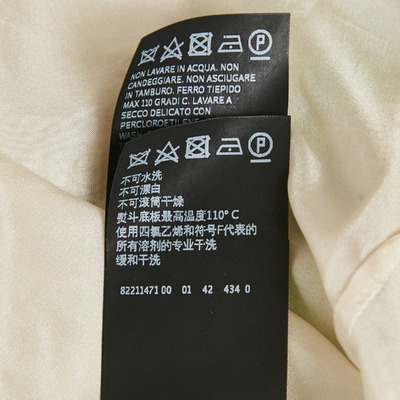 P
NON LAVARE IN ACQUA. NON
CANDEGGIARE. NON ASCIUGARE
IN TAMBURO. FERRO TIEPIDO
MAX 110 GRADI C. LAVARE A
SECCO DELICATO CON
PERCLOROETILENE
P
不可水洗
不可漂白
不可滚筒干燥
熨斗底板最高温度110°C
使用四氯乙烯和符号F代表的
所有溶剂的专业干洗
缓和干洗
82211471 00 01 42 434 0